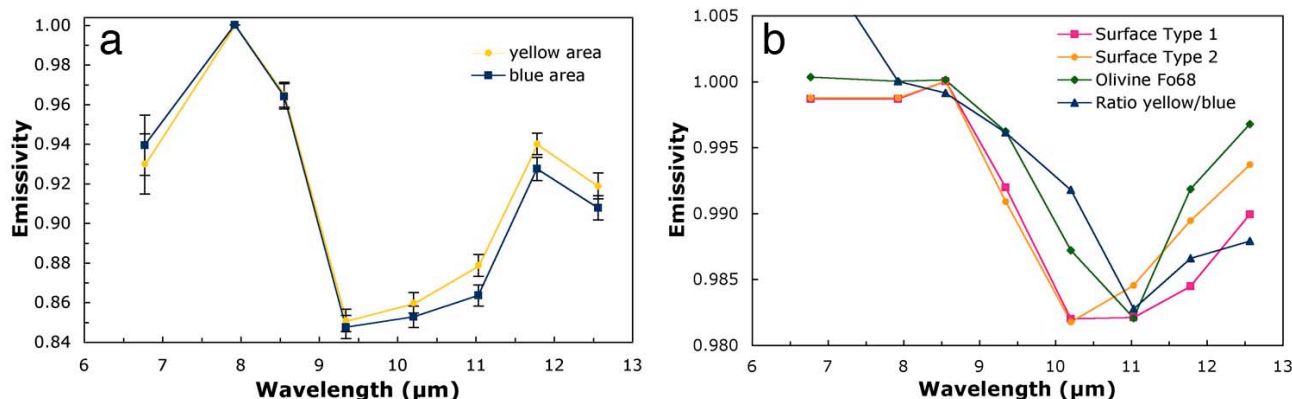 a
1.00
0.98
0.96
0.94
0.92
0.90
0.88
0.86
0.84
Emissivity
yellow area
blue area
6 7 8 9 10 11 12 13
Wavelength (µm)
b
1.005
1.000
0.995
0.990
0.985
0.980
Emissivity
Surface Type 1
Surface Type 2
Olivine Fo68
Ratio yellow/blue
6 7 8 9 10 11 12 13
Wavelength (µm)